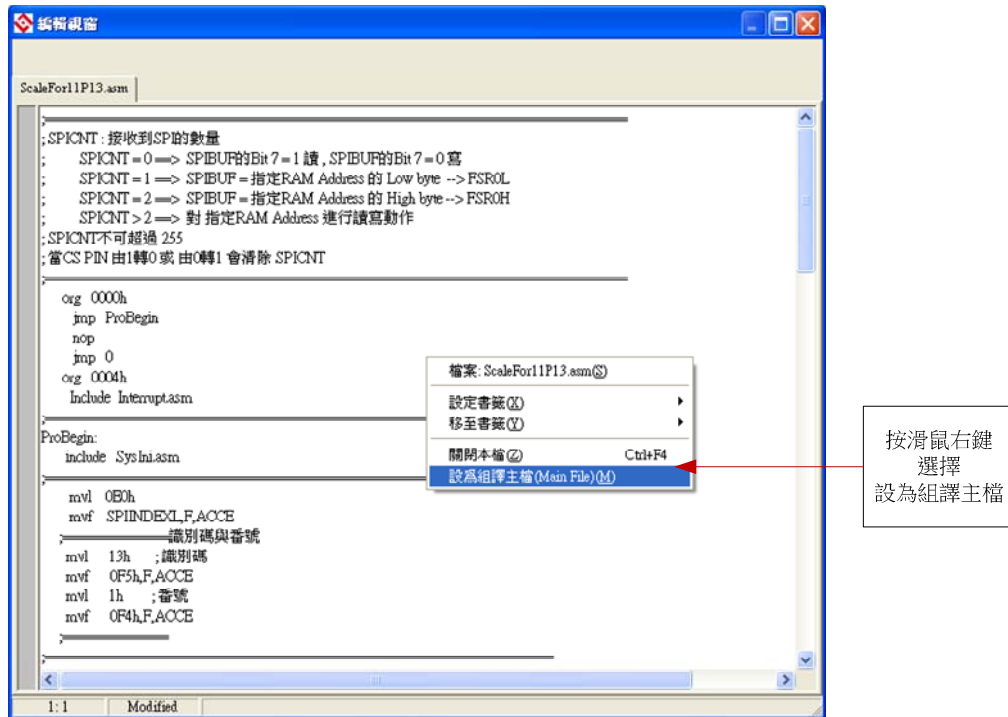 編輯視窗
ScaleFor11P13.asm
;SPICNT : 接收到SPI的數量
;     SPICNT = 0 ==> SPIBUF的Bit 7 = 1 讀 , SPIBUF的Bit 7 = 0 寫
;     SPICNT = 1 ==> SPIBUF = 指定RAM Address 的 Low byte --> FSR0L
;     SPICNT = 2 ==> SPIBUF = 指定RAM Address 的 High byte --> FSR0H
;     SPICNT > 2 ==> 對 指定RAM Address 進行讀寫動作
;SPICNT不可超過 255
;當CS PIN 由1轉0 或 由0轉1 會清除 SPICNT
org 0000h
jmp ProBegin
nop
jmp 0
org 0004h
Include Interrupt.asm
ProBegin:
include SysIni.asm
mvl 0E0h
mvf SPIINDEXL,F,ACCE
;══════════識別碼與番號
mvl 13h ;識別碼
mvf 0F5h,F,ACCE
mvl 1h ;番號
mvf 0F4h,F,ACCE
檔案: ScaleFor11P13.asm(S)
設定書籤(X)
移至書籤(Y)
關閉本檔(Z) Ctrl+F4
設爲組譯主檔(Main File)(M)
按滑鼠右鍵
選擇
設為組譯主檔
1: 1 Modified